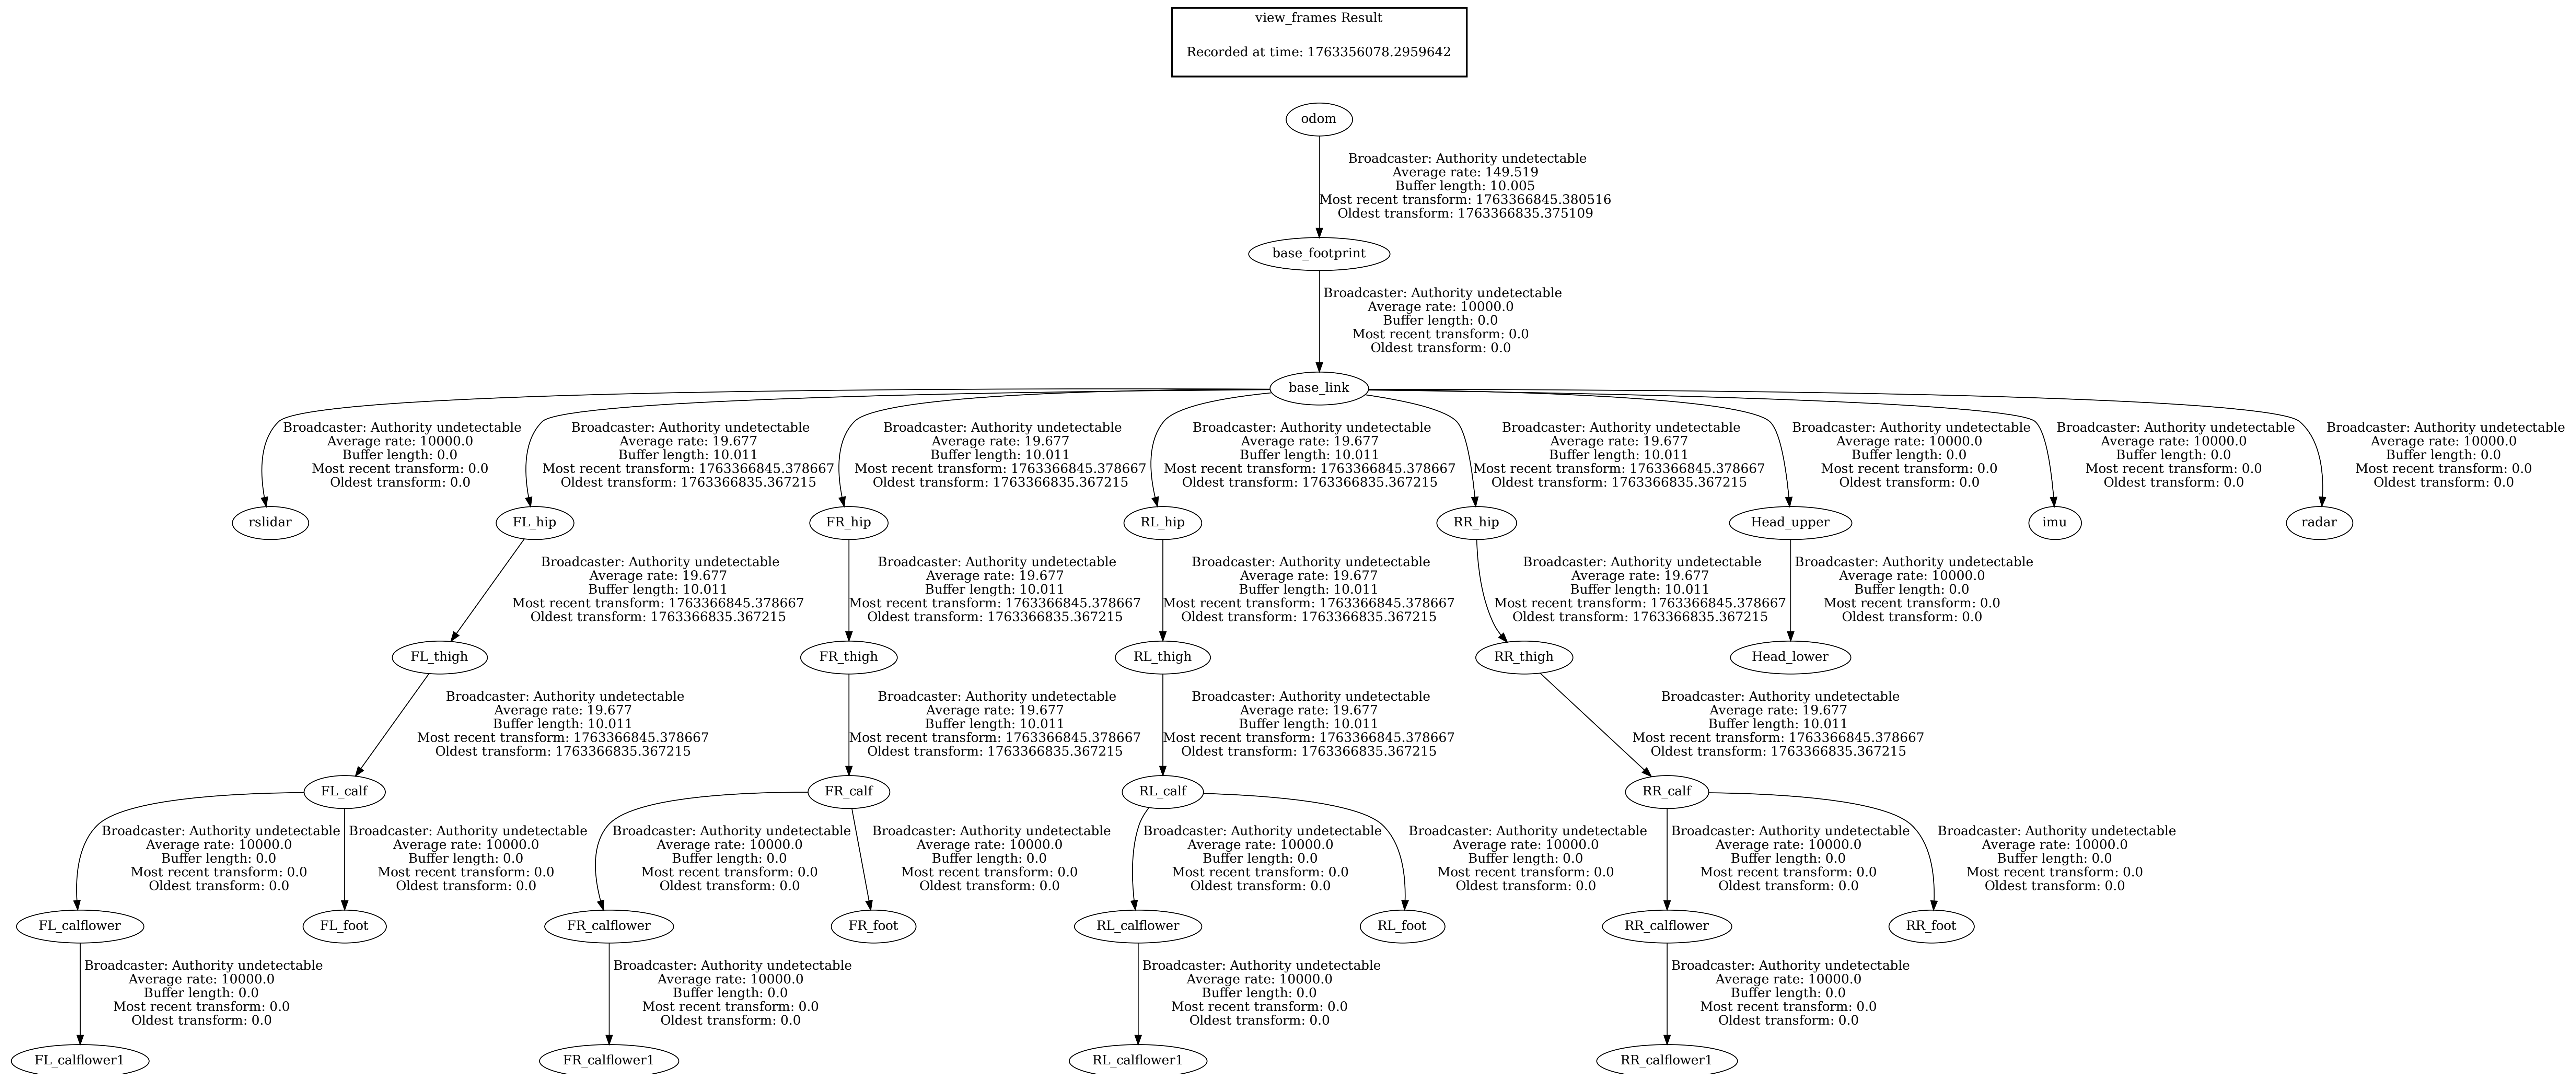 view_frames Result
Recorded at time: 1763356078.2959642
odom
Broadcaster: Authority undetectable
Average rate: 149.519
Buffer length: 10.005
Most recent transform: 1763366845.380516
Oldest transform: 1763366835.375109
base_footprint
Broadcaster: Authority undetectable
Average rate: 10000.0
Buffer length: 0.0
Most recent transform: 0.0
Oldest transform: 0.0
base_link
Broadcaster: Authority undetectable
Average rate: 10000.0
Buffer length: 0.0
Most recent transform: 0.0
Oldest transform: 0.0
Broadcaster: Authority undetectable
Average rate: 19.677
Buffer length: 10.011
Most recent transform: 1763366845.378667
Oldest transform: 1763366835.367215
Broadcaster: Authority undetectable
Average rate: 19.677
Buffer length: 10.011
Most recent transform: 1763366845.378667
Oldest transform: 1763366835.367215
Broadcaster: Authority undetectable
Average rate: 19.677
Buffer length: 10.011
Most recent transform: 1763366845.378667
Oldest transform: 1763366835.367215
Broadcaster: Authority undetectable
Average rate: 19.677
Buffer length: 10.011
Most recent transform: 1763366845.378667
Oldest transform: 1763366835.367215
Broadcaster: Authority undetectable
Average rate: 10000.0
Buffer length: 0.0
Most recent transform: 0.0
Oldest transform: 0.0
Broadcaster: Authority undetectable
Average rate: 10000.0
Buffer length: 0.0
Most recent transform: 0.0
Oldest transform: 0.0
Broadcaster: Authority undetectable
Average rate: 10000.0
Buffer length: 0.0
Most recent transform: 0.0
Oldest transform: 0.0
rslidar
FL_hip
FR_hip
RL_hip
RR_hip
Head_upper
imu
radar
Broadcaster: Authority undetectable
Average rate: 19.677
Buffer length: 10.011
Most recent transform: 1763366845.378667
Oldest transform: 1763366835.367215
Broadcaster: Authority undetectable
Average rate: 19.677
Buffer length: 10.011
Most recent transform: 1763366845.378667
Oldest transform: 1763366835.367215
Broadcaster: Authority undetectable
Average rate: 19.677
Buffer length: 10.011
Most recent transform: 1763366845.378667
Oldest transform: 1763366835.367215
Broadcaster: Authority undetectable
Average rate: 19.677
Buffer length: 10.011
Most recent transform: 1763366845.378667
Oldest transform: 1763366835.367215
Broadcaster: Authority undetectable
Average rate: 10000.0
Buffer length: 0.0
Most recent transform: 0.0
Oldest transform: 0.0
FL_thigh
FR_thigh
RL_thigh
RR_thigh
Head_lower
Broadcaster: Authority undetectable
Average rate: 19.677
Buffer length: 10.011
Most recent transform: 1763366845.378667
Oldest transform: 1763366835.367215
Broadcaster: Authority undetectable
Average rate: 19.677
Buffer length: 10.011
Most recent transform: 1763366845.378667
Oldest transform: 1763366835.367215
Broadcaster: Authority undetectable
Average rate: 19.677
Buffer length: 10.011
Most recent transform: 1763366845.378667
Oldest transform: 1763366835.367215
Broadcaster: Authority undetectable
Average rate: 19.677
Buffer length: 10.011
Most recent transform: 1763366845.378667
Oldest transform: 1763366835.367215
FL_calf
FR_calf
RL_calf
RR_calf
Broadcaster: Authority undetectable
Average rate: 10000.0
Buffer length: 0.0
Most recent transform: 0.0
Oldest transform: 0.0
Broadcaster: Authority undetectable
Average rate: 10000.0
Buffer length: 0.0
Most recent transform: 0.0
Oldest transform: 0.0
Broadcaster: Authority undetectable
Average rate: 10000.0
Buffer length: 0.0
Most recent transform: 0.0
Oldest transform: 0.0
Broadcaster: Authority undetectable
Average rate: 10000.0
Buffer length: 0.0
Most recent transform: 0.0
Oldest transform: 0.0
Broadcaster: Authority undetectable
Average rate: 10000.0
Buffer length: 0.0
Most recent transform: 0.0
Oldest transform: 0.0
Broadcaster: Authority undetectable
Average rate: 10000.0
Buffer length: 0.0
Most recent transform: 0.0
Oldest transform: 0.0
Broadcaster: Authority undetectable
Average rate: 10000.0
Buffer length: 0.0
Most recent transform: 0.0
Oldest transform: 0.0
Broadcaster: Authority undetectable
Average rate: 10000.0
Buffer length: 0.0
Most recent transform: 0.0
Oldest transform: 0.0
FL_calflower
FL_foot
FR_calflower
FR_foot
RL_calflower
RL_foot
RR_calflower
RR_foot
Broadcaster: Authority undetectable
Average rate: 10000.0
Buffer length: 0.0
Most recent transform: 0.0
Oldest transform: 0.0
Broadcaster: Authority undetectable
Average rate: 10000.0
Buffer length: 0.0
Most recent transform: 0.0
Oldest transform: 0.0
Broadcaster: Authority undetectable
Average rate: 10000.0
Buffer length: 0.0
Most recent transform: 0.0
Oldest transform: 0.0
Broadcaster: Authority undetectable
Average rate: 10000.0
Buffer length: 0.0
Most recent transform: 0.0
Oldest transform: 0.0
FL_calflower1
FR_calflower1
RL_calflower1
RR_calflower1